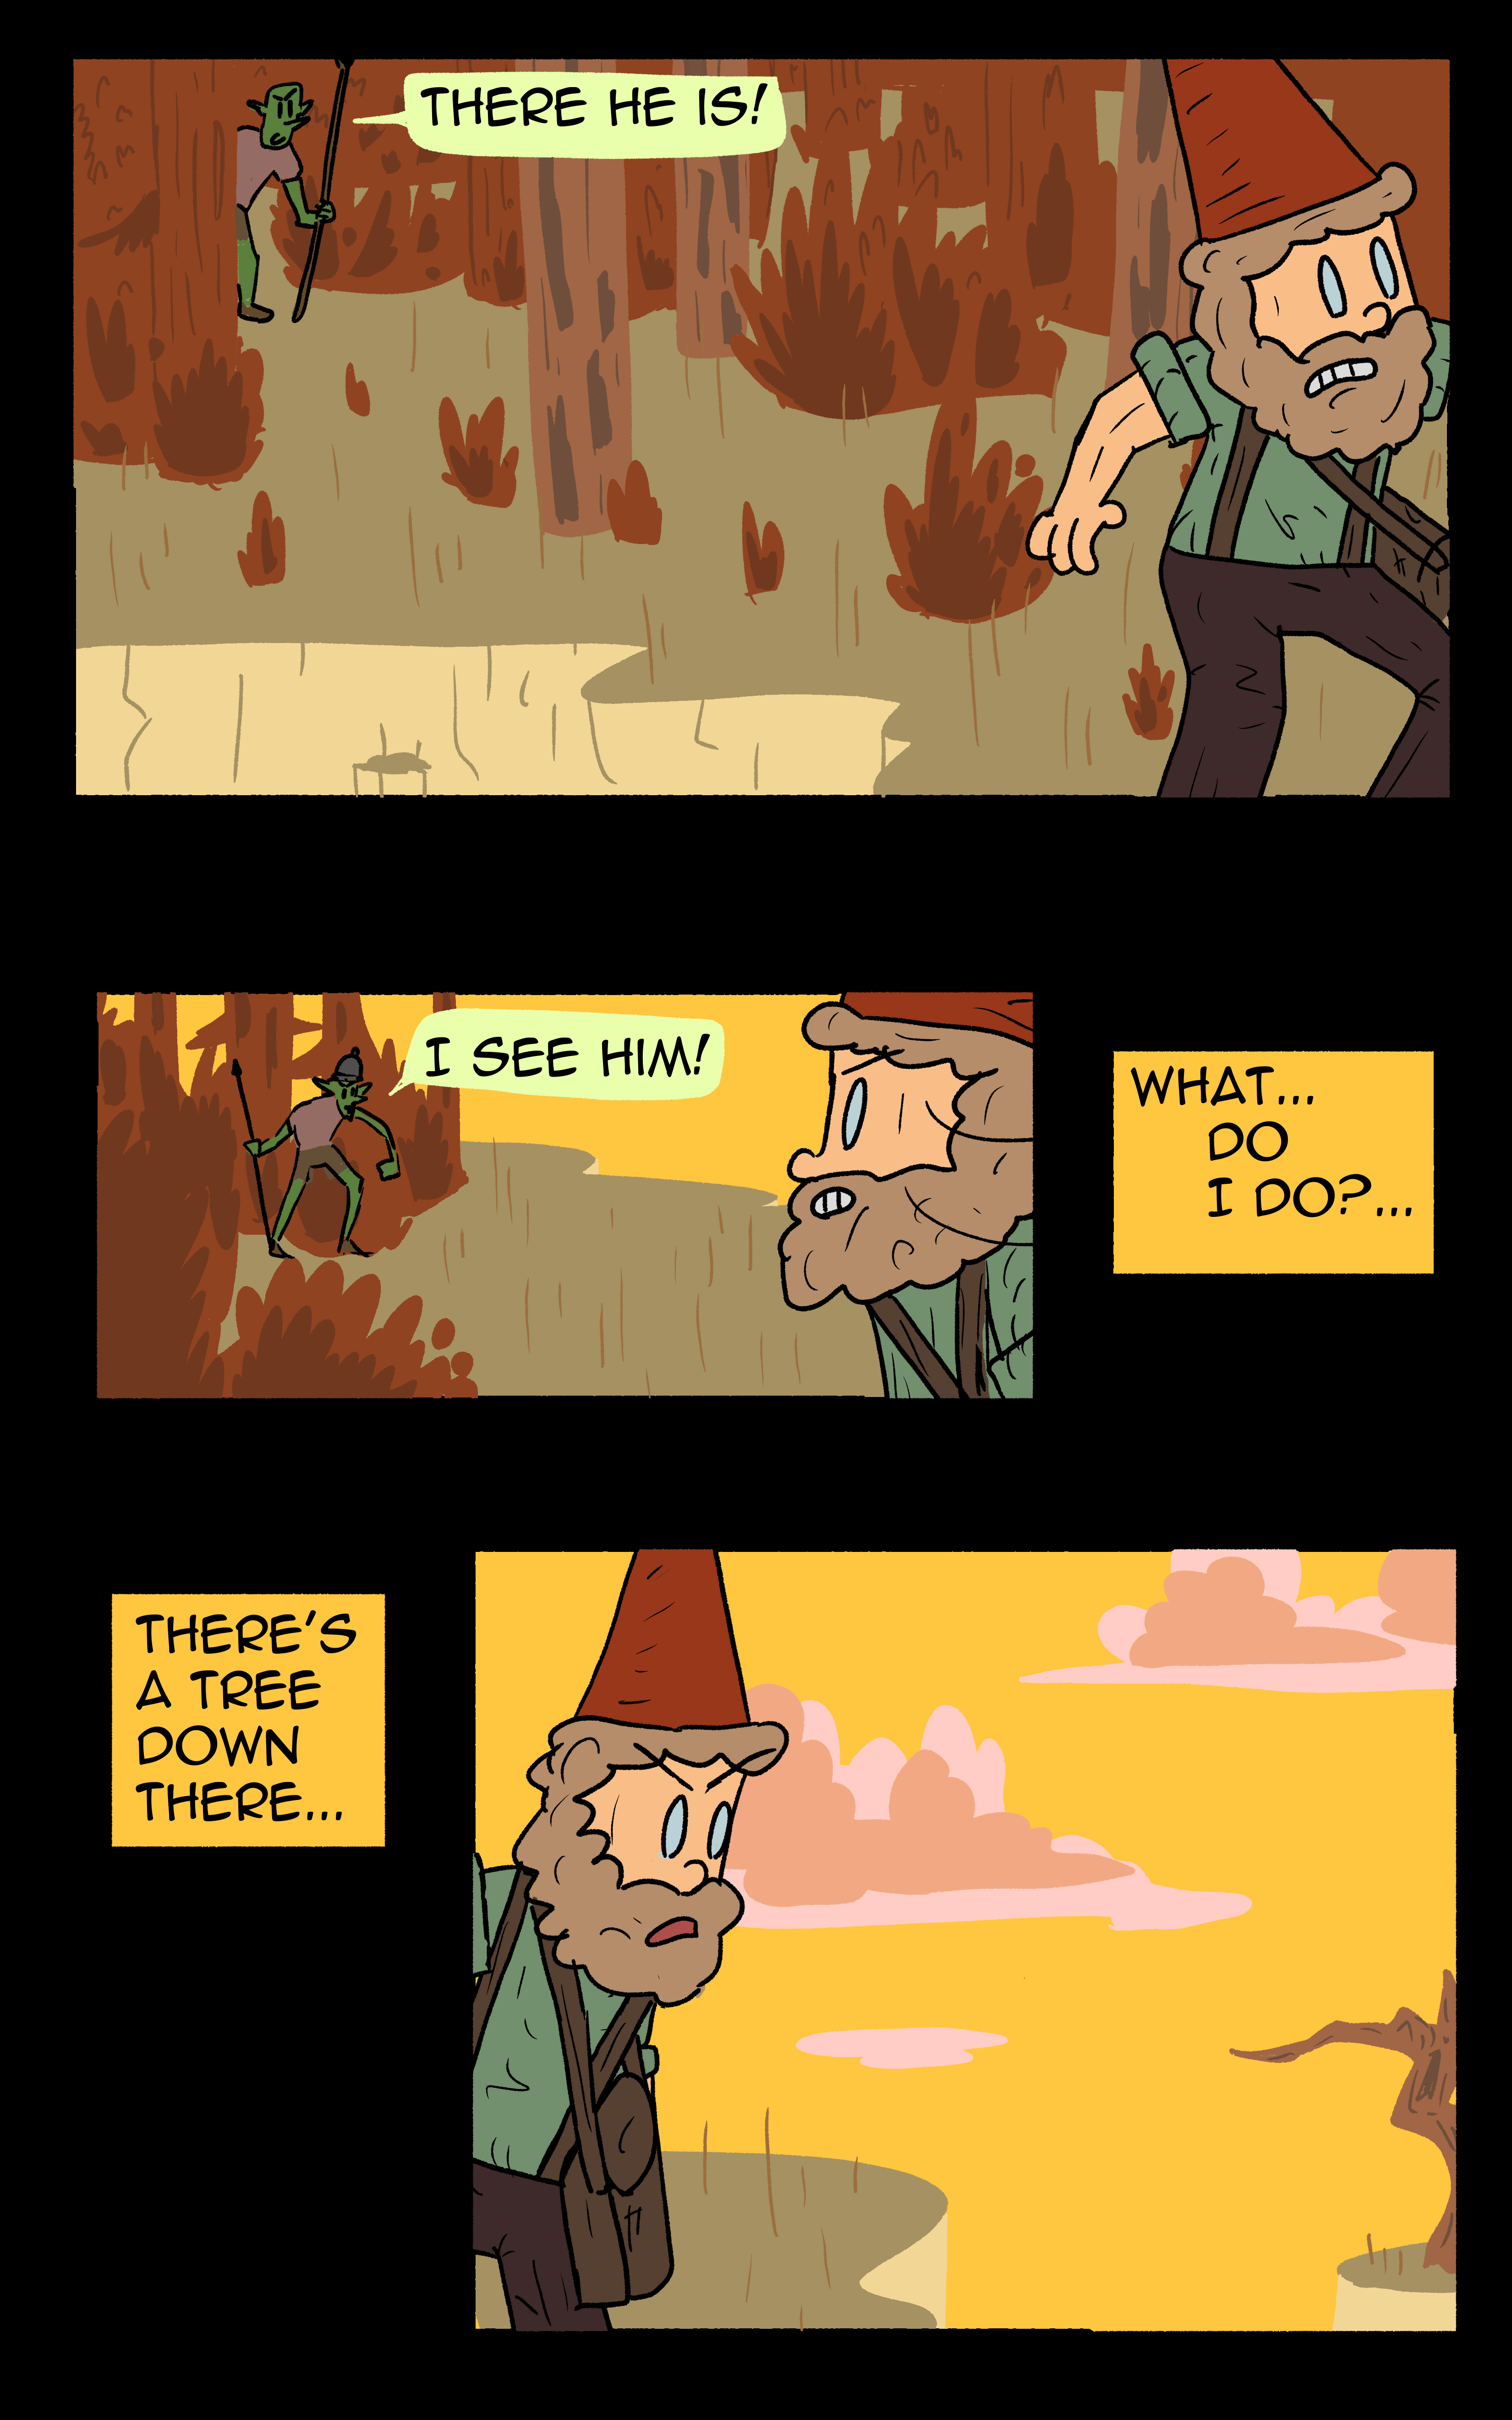 THERE HE IS!
I SEE HIM!
WHAT...
DO
I DO?...
THERE'S
A TREE
DOWN
THERE...